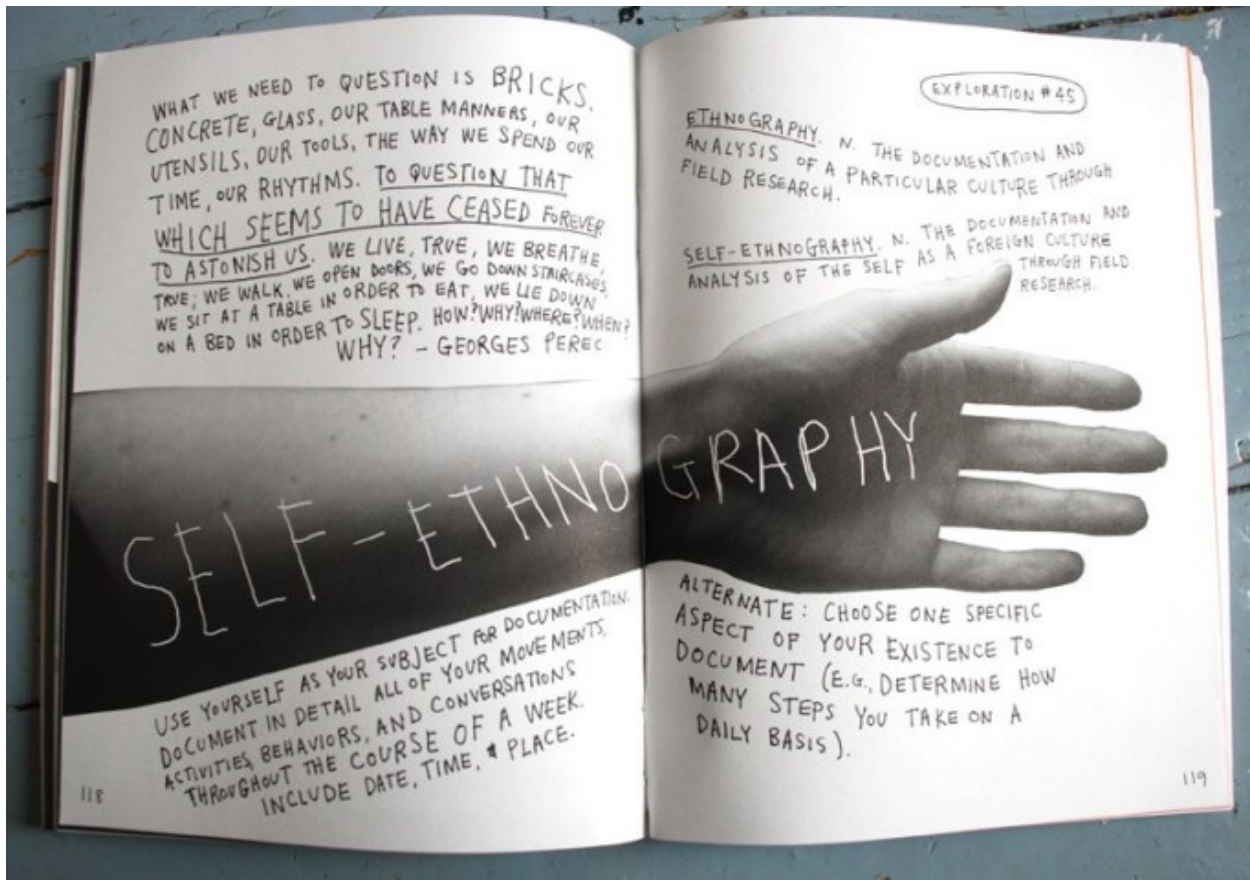 WHAT WE NEED TO QUESTION IS BRICKS.
CONCRETE, GLASS, OUR TABLE MANNERS, OUR
UTENSILS, OUR TOOLS, THE WAY WE SPEND OUR
TIME, OUR RHYTHMS. TO QUESTION THAT
WHICH SEEMS TO HAVE CEASED FOREVER
TO ASTONISH US. WE LIVE, TRUE, WE BREATHE,
TRUE; WE WALK, WE OPEN DOORS, WE GO DOWN STAIRCASES,
WE SIT AT A TABLE IN ORDER TO EAT, WE LIE DOWN
ON A BED IN ORDER TO SLEEP. HOW? WHY? WHERE? WHEN?
WHY? – GEORGES PEREC
SELF-ETHNOGRAPHY
USE YOURSELF AS YOUR SUBJECT FOR DOCUMENTATION.
DOCUMENT IN DETAIL ALL OF YOUR MOVEMENTS,
ACTIVITIES, BEHAVIORS, AND CONVERSATIONS
THROUGHOUT THE COURSE OF A WEEK.
INCLUDE DATE, TIME, & PLACE.
118
EXPLORATION #45
ETHNOGRAPHY. N. THE DOCUMENTATION AND
ANALYSIS OF A PARTICULAR CULTURE THROUGH
FIELD RESEARCH.
SELF-ETHNOGRAPHY. N. THE DOCUMENTATION AND
ANALYSIS OF THE SELF AS A FOREIGN CULTURE
THROUGH FIELD
RESEARCH.
ALTERNATE: CHOOSE ONE SPECIFIC
ASPECT OF YOUR EXISTENCE TO
DOCUMENT (E.G., DETERMINE HOW
MANY STEPS YOU TAKE ON A
DAILY BASIS).
119